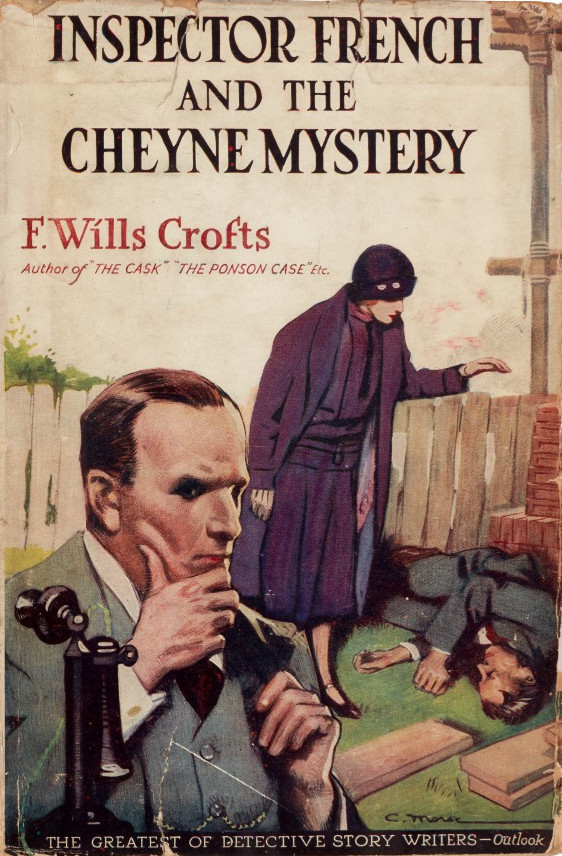 INSPECTOR FRENCH
AND THE
CHEYNE MYSTERY
F. Wills Crofts
Author of "THE CASK" "THE PONSON CASE" Etc.
THE GREATEST OF DETECTIVE STORY WRITERS—Outlook